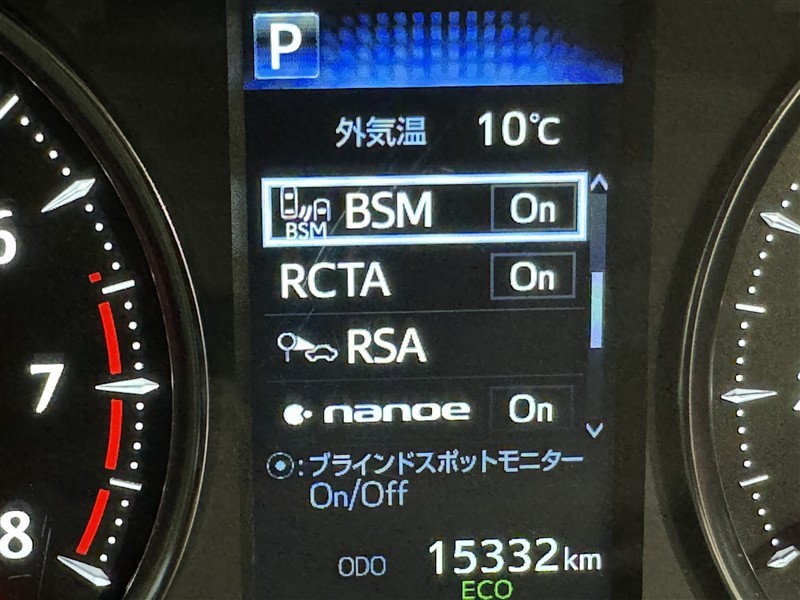 P
外気温 10℃
BSM BSM On
RCTA On
RSA
nanoe On
:ブラインドスポットモニター
On/Off
ODO 15332km
ECO
6
7
8